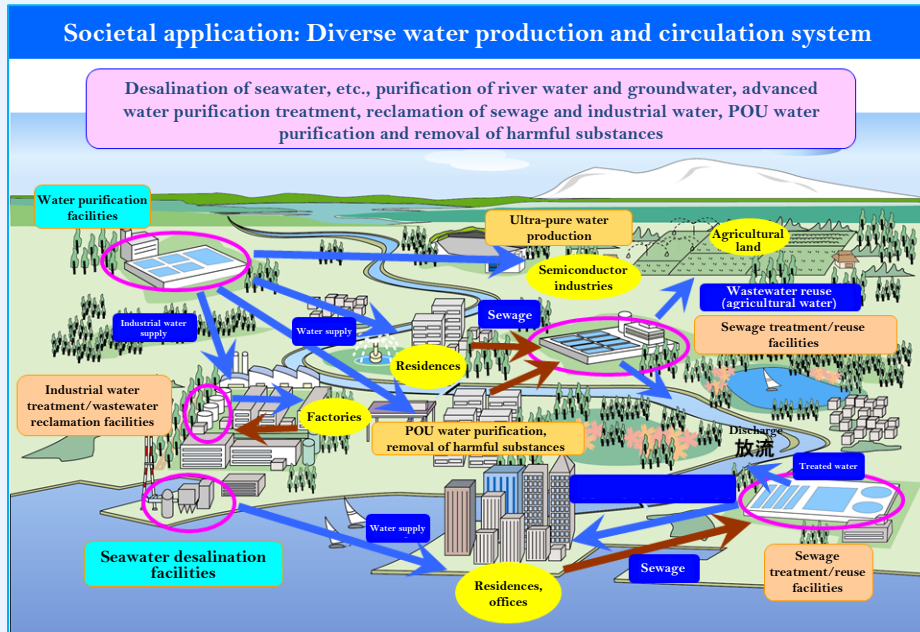 Societal application: Diverse water production and circulation system
Desalination of seawater, etc., purification of river water and groundwater, advanced
water purification treatment, reclamation of sewage and industrial water, POU water
purification and removal of harmful substances
Water purification
facilities
Ultra-pure water
production
Agricultural
land
Semiconductor
industries
Wastewater reuse
(agricultural water)
Industrial water
supply
Water supply
Sewage
Sewage treatment/reuse
facilities
Residences
Industrial water
treatment/wastewater
reclamation facilities
Factories
POU water purification,
removal of harmful substances
Discharge
放流
Treated water
Water supply
Seawater desalination
facilities
Sewage
Sewage
treatment/reuse
facilities
Residences,
offices